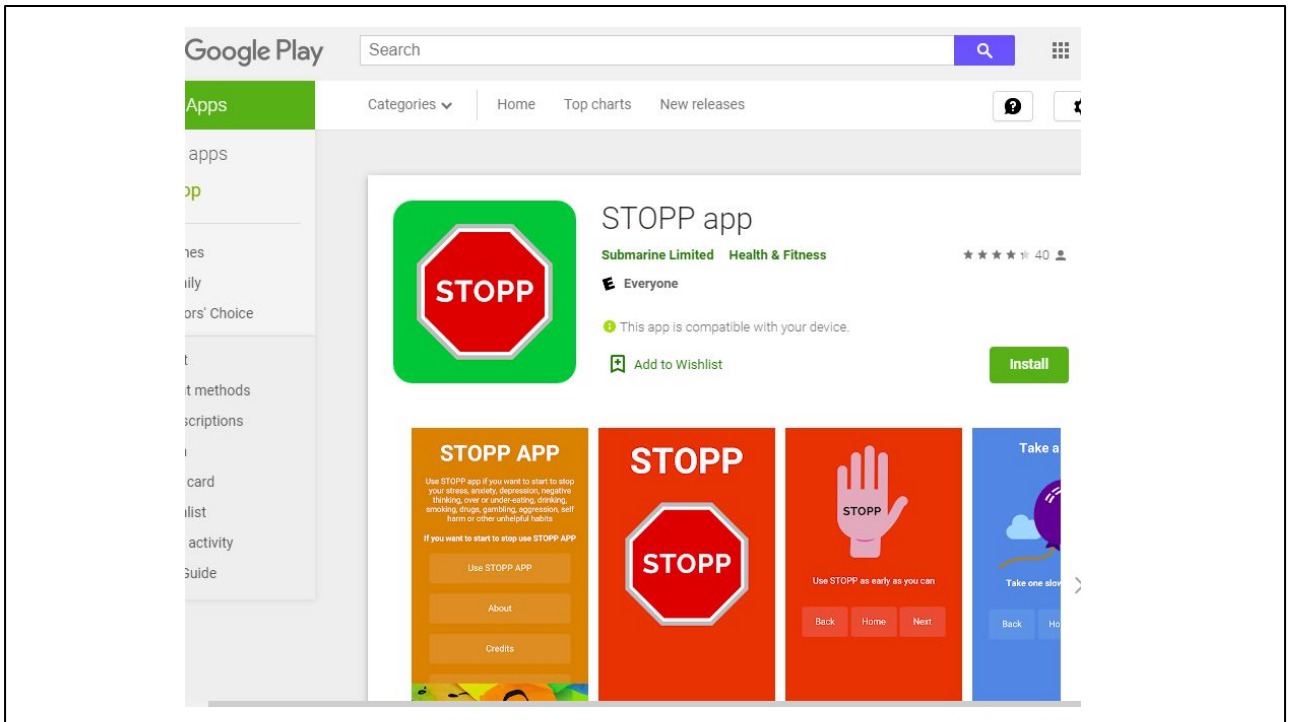 Google Play
Search
Apps
Categories
Home
Top charts
New releases
apps
pp
nes
ily
ors' Choice
t
t methods
scriptions
card
list
activity
Guide
STOPP
STOPP app
Submarine Limited Health & Fitness
40
E Everyone
This app is compatible with your device.
Add to Wishlist
Install
STOPP APP
Use STOPP app if you want to start to stop
your stress, anxiety, depression, negative
thinking, over or under-eating, drinking,
smoking, drugs, gambling, aggression, self
harm or other unhelpful habits
If you want to start to stop use STOPP APP
Use STOPP APP
About
Credits
STOPP
STOPP
STOPP
Use STOPP as early as you can
Back Home Next
Take a
Take one slow
Back Ho